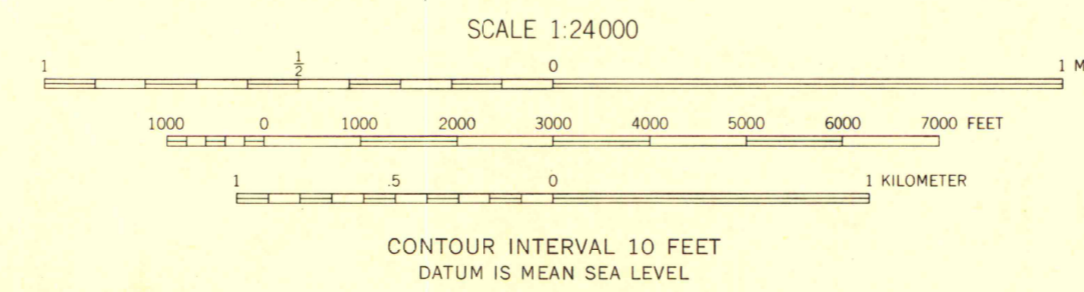 SCALE 1:24000
1 ½ 0 1 M
1000 0 1000 2000 3000 4000 5000 6000 7000 FEET
1 .5 0 1 KILOMETER
CONTOUR INTERVAL 10 FEET
DATUM IS MEAN SEA LEVEL